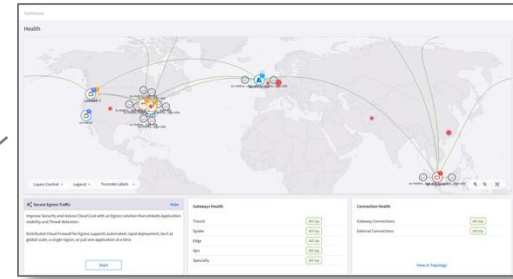 Dashboard
Health
Layers Control
Legend
Truncate Labels
Secure Egress Traffic
Hide
Improve Security and reduce Cloud Cost with an Egress solution that embeds Application
visibility and Threat detection.
Distributed Cloud Firewall for Egress supports automated, rapid deployment, be it at
global scale, a single region, or just one application at a time.
Start
Gateways Health
Transit All Up
Spoke All Up
Edge All Up
All Up
Specialty All Up
Connection Health
Gateway Connections All Up
External Connections All Up
View in Topology